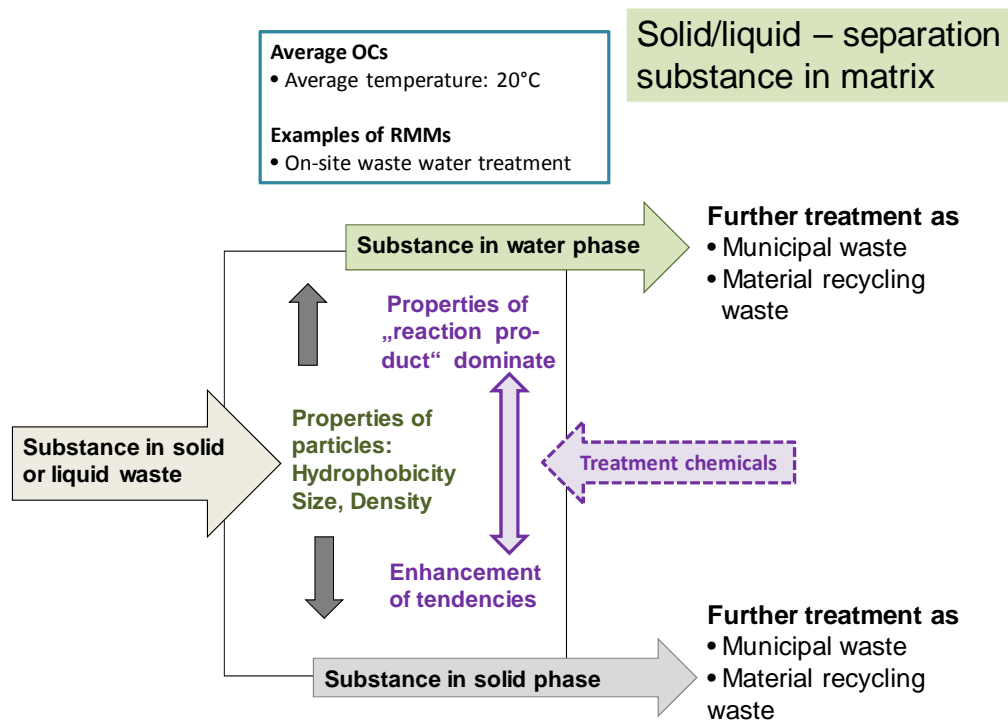 Solid/liquid – separation
substance in matrix
Average OCs
• Average temperature: 20°C
Examples of RMMs
• On-site waste water treatment
Substance in water phase
Further treatment as
• Municipal waste
• Material recycling
waste
Properties of
„reaction pro-
duct“ dominate
Substance in solid
or liquid waste
Properties of
particles:
Hydrophobicity
Size, Density
Treatment chemicals
Enhancement
of tendencies
Substance in solid phase
Further treatment as
• Municipal waste
• Material recycling
waste